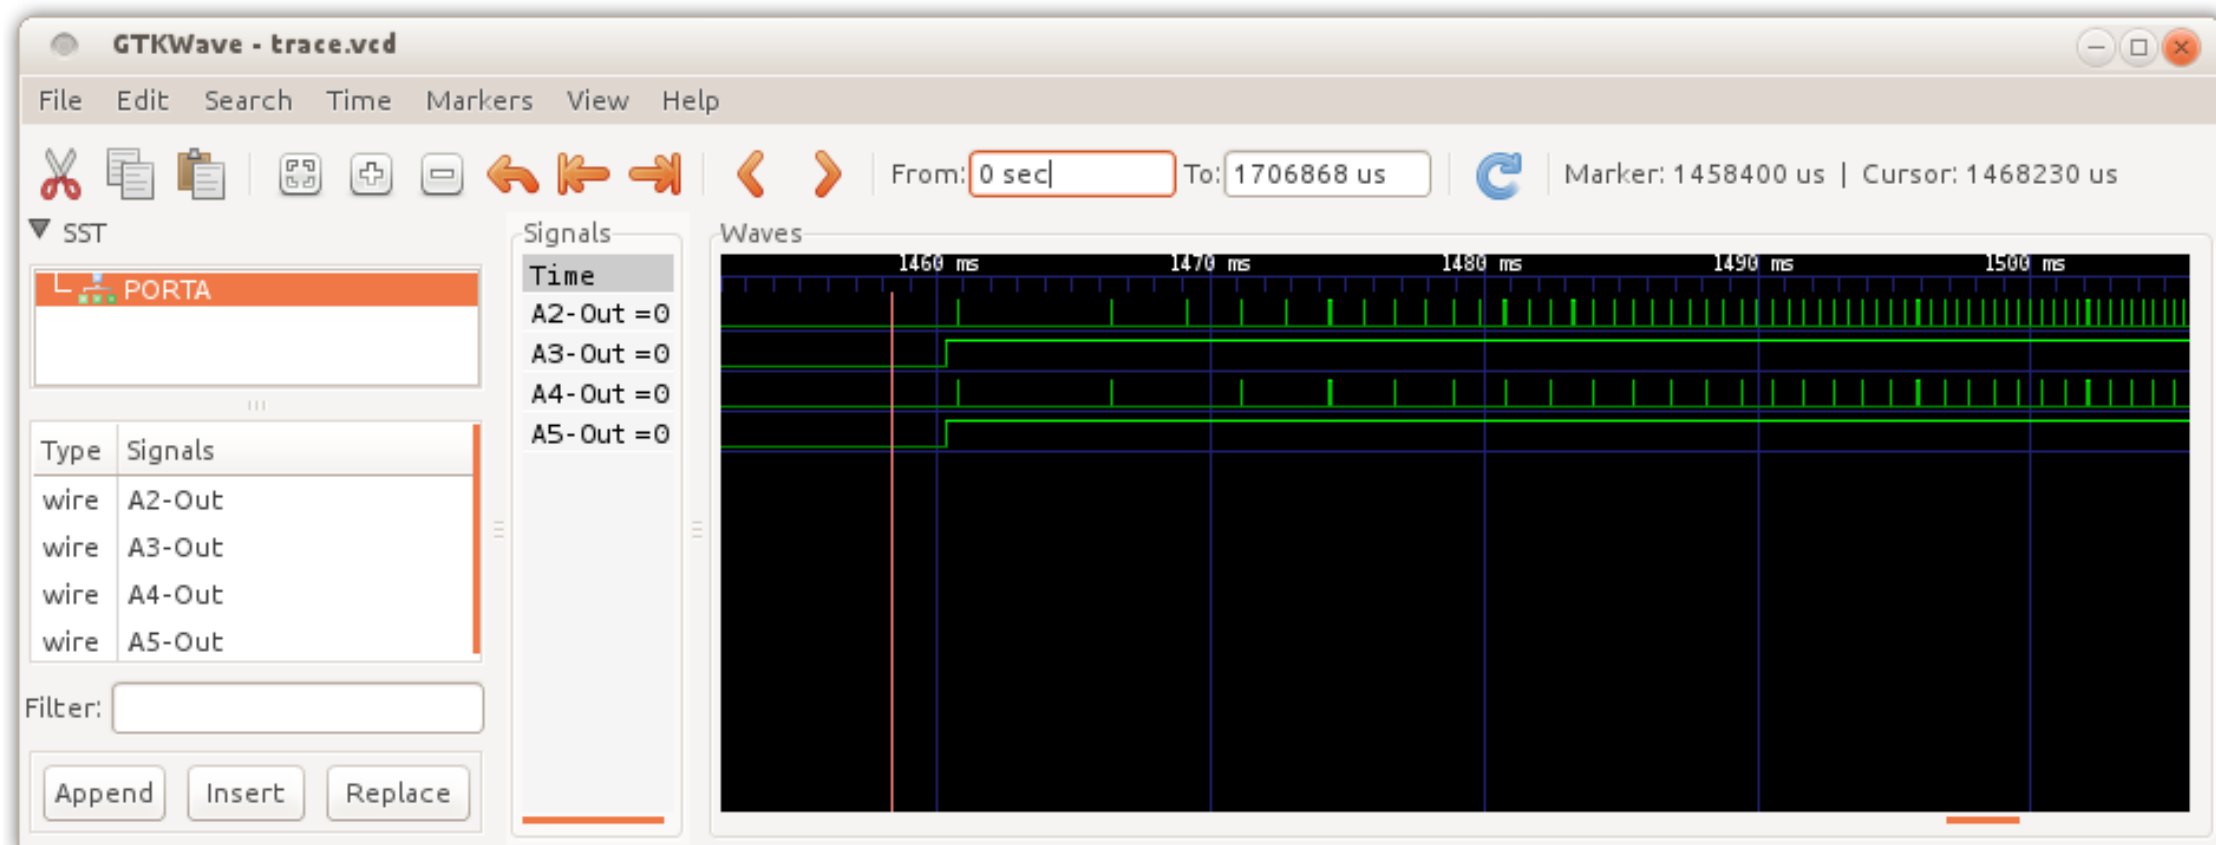 GTKWave - trace.vcd
File Edit Search Time Markers View Help
From: 0 sec To: 1706868 us Marker: 1458400 us | Cursor: 1468230 us
SST
PORTA
Type Signals
wire A2-Out
wire A3-Out
wire A4-Out
wire A5-Out
Filter:
Append Insert Replace
Signals
Time
A2-Out =0
A3-Out =0
A4-Out =0
A5-Out =0
Waves
1460 ms 1470 ms 1480 ms 1490 ms 1500 ms